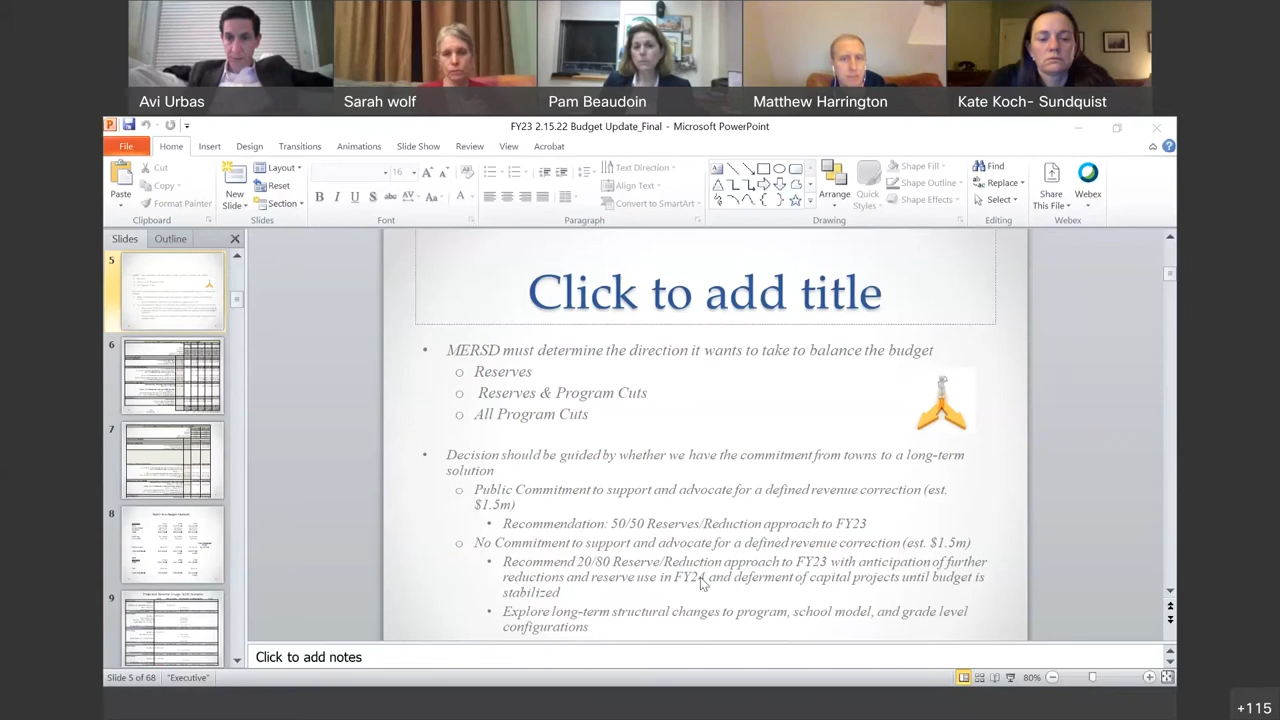 Avi Urbas
Sarah wolf
Pam Beaudoin
Matthew Harrington
Kate Koch- Sundquist
FY23 2.15.22 Budget Update_Final - Microsoft PowerPoint
File Home Insert Design Transitions Animations Slide Show Review View Acrobat
Paste
Cut
Copy
Format Painter
Clipboard
New Slide
Layout
Reset
Section
Slides
Font
Text Direction
Align Text
Convert to SmartArt
Paragraph
Arrange
Quick Styles
Shape Fill
Shape Outline
Shape Effects
Drawing
Find
Replace
Select
Editing
Share This File
Webex
Webex
Slides Outline
5
6
7
8
9
Click to add title
• MERSD must determine the direction it wants to take to balance the budget
o Reserves
o Reserves & Program Cuts
o All Program Cuts
• Decision should be guided by whether we have the commitment from towns to a long-term
solution
o Public Commitment to support and advocate for a defined revenue correction (est.
$1.5m)
• Recommend Reserves/Reduction approach to FY23
No Commitment to support and advocate for a defined revenue correction (est. $1.5m)
Recommend Reserve/Reduction approach to FY23 in anticipation of further
reductions and reserve use in FY24 and deferment of capital projects until budget is
stabilized
Explore large structural changes to program, school choice and grade level
configurations
Click to add notes
Slide 5 of 68 "Executive" 80%
+115